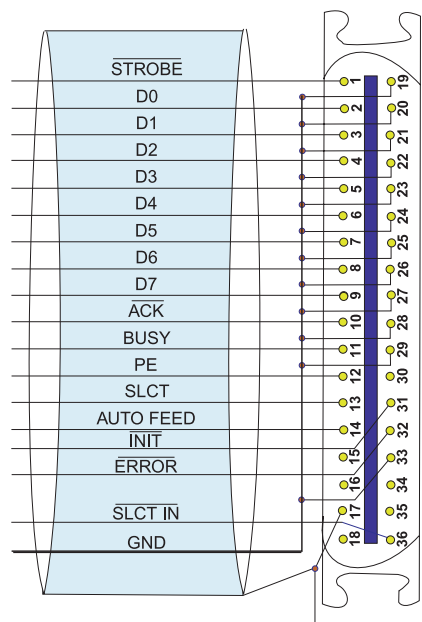 STROBE
D0
D1
D2
D3
D4
D5
D6
D7
ACK
BUSY
PE
SLCT
AUTO FEED
INIT
ERROR
SLCT IN
GND
1
2
3
4
5
6
7
8
9
10
11
12
13
14
15
16
17
18
19
20
21
22
23
24
25
26
27
28
29
30
31
32
33
34
35
36